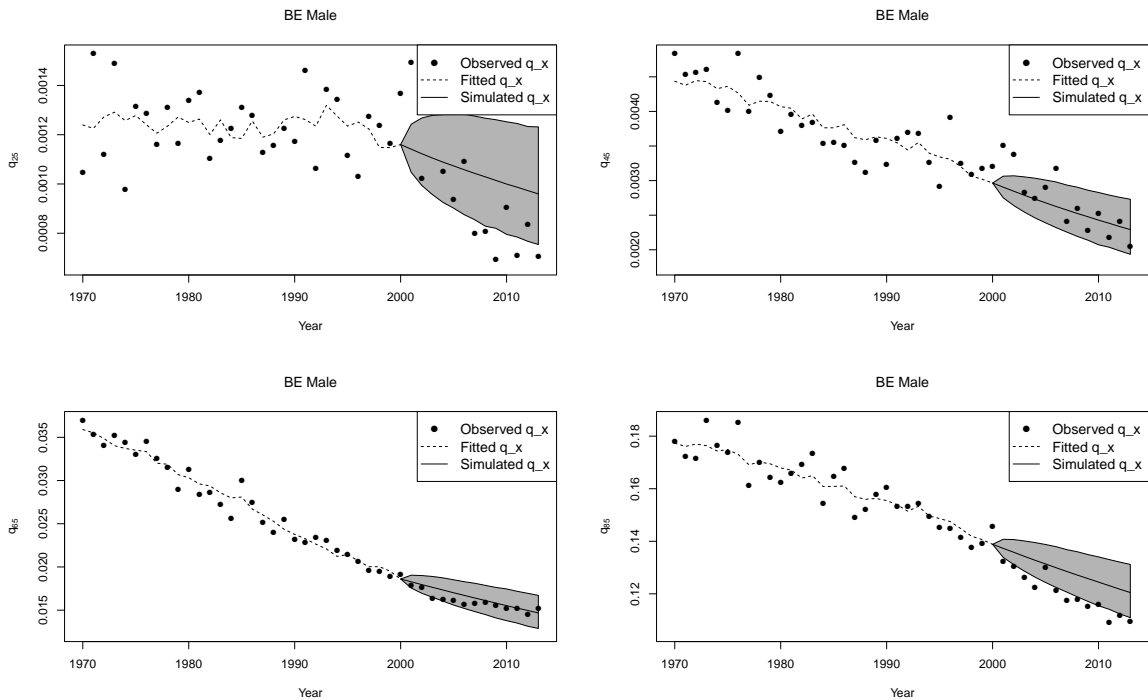 BE Male
Observed q_x
Fitted q_x
Simulated q_x
q25
0.0014
0.0012
0.0010
0.0008
1970 1980 1990 2000 2010
Year
BE Male
Observed q_x
Fitted q_x
Simulated q_x
q45
0.0040
0.0030
0.0020
1970 1980 1990 2000 2010
Year
BE Male
Observed q_x
Fitted q_x
Simulated q_x
q65
0.035
0.030
0.025
0.020
0.015
1970 1980 1990 2000 2010
Year
BE Male
Observed q_x
Fitted q_x
Simulated q_x
q85
0.18
0.16
0.14
0.12
1970 1980 1990 2000 2010
Year